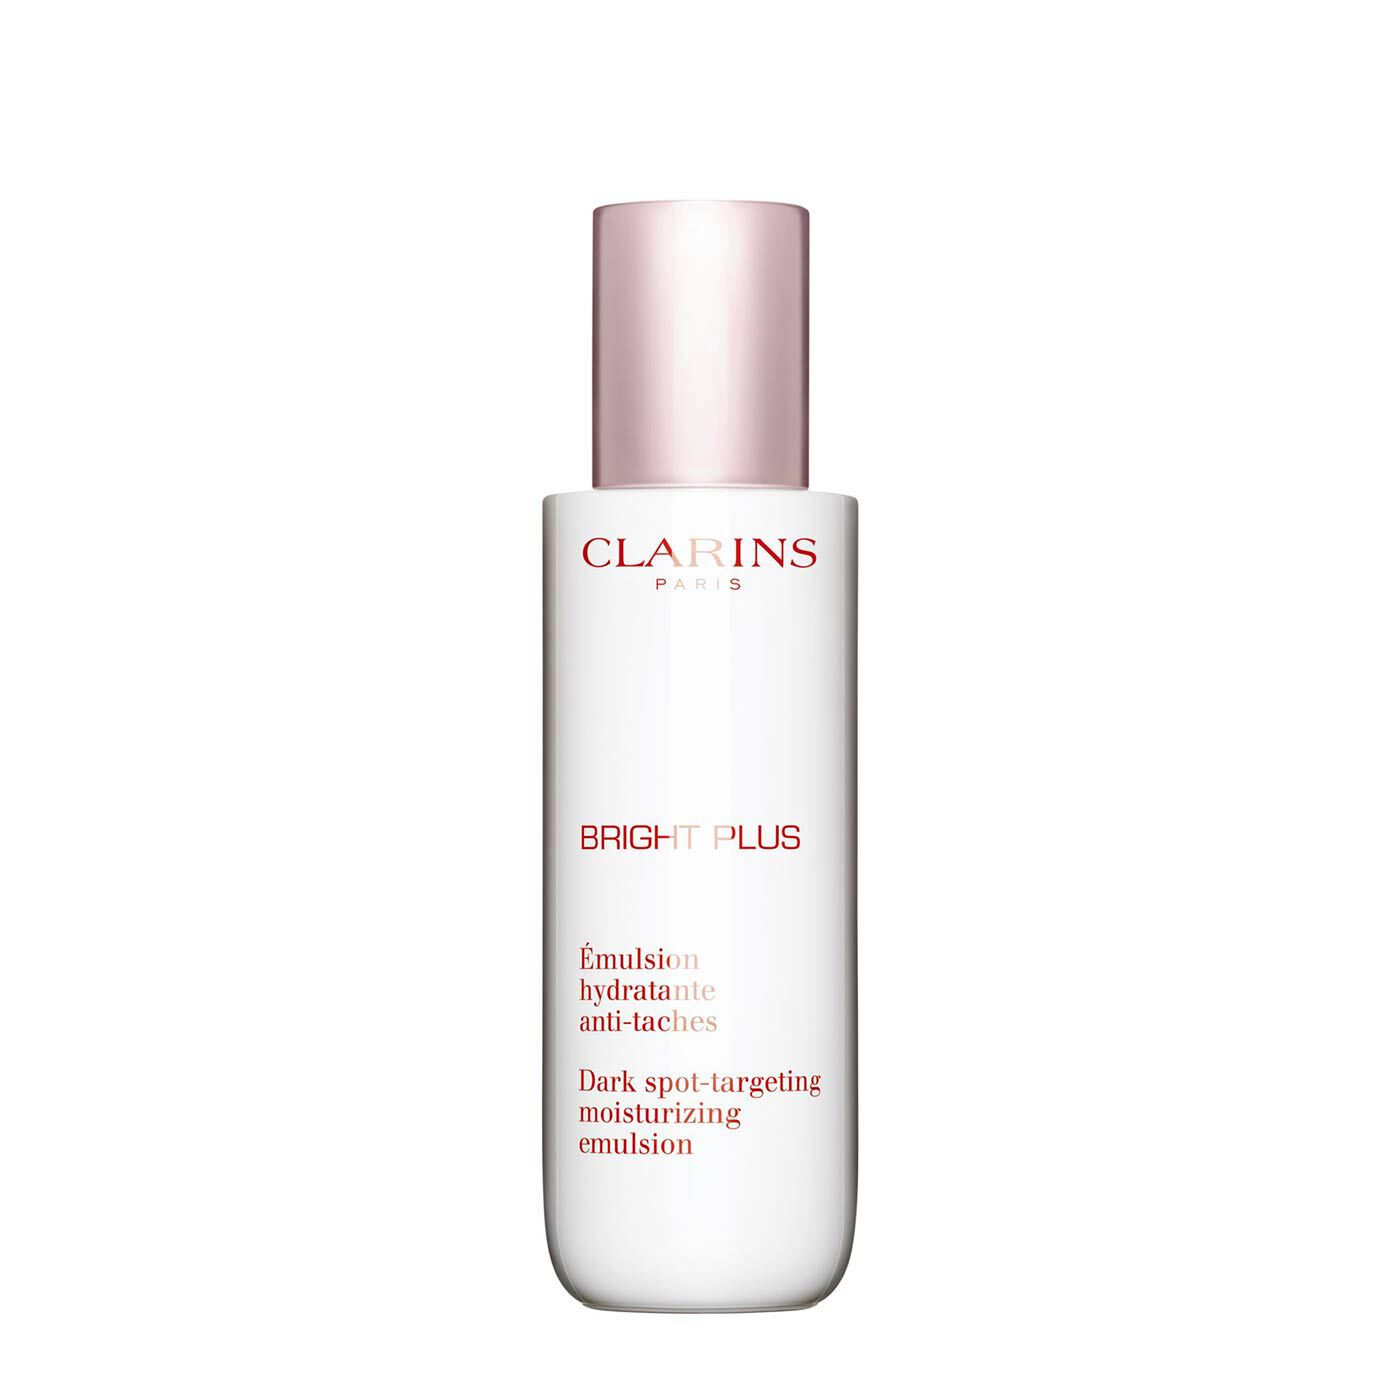 CLARINS
PARIS
BRIGHT PLUS
Émulsion
hydratante
anti-taches
Dark spot-targeting
moisturizing
emulsion